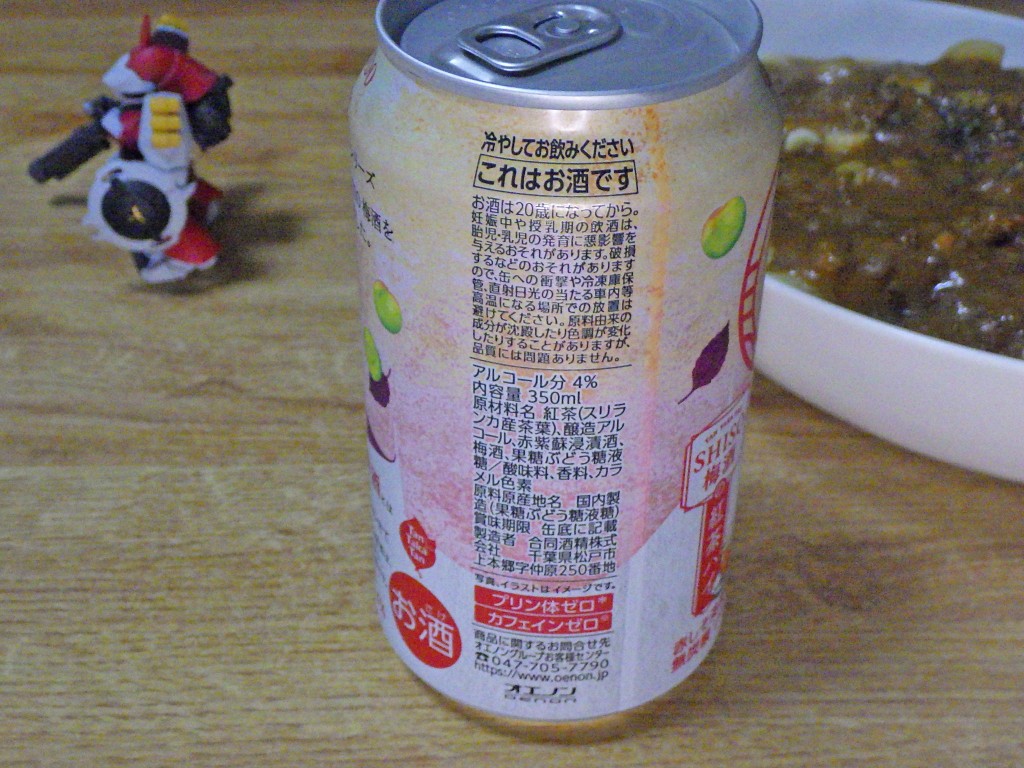 冷やしてお飲みください
これはお酒です
お酒は20歳になってから。
妊娠中や授乳期の飲酒は、
胎児・乳児の発育に悪影響を
与えるおそれがあります。破損
するなどのおそれがあります
ので、缶への衝撃や冷凍庫保
管、直射日光の当たる車内等
高温になる場所での放置は
避けてください。原料由来の
成分が沈殿したり色調が変化
したりすることがありますが、
品質には問題ありません。
アルコール分 4%
内容量 350ml
原材料名 紅茶(スリラ
ンカ産茶葉)、醸造アル
コール、赤紫蘇浸漬酒、
梅酒、果糖ぶどう糖液
糖/酸味料、香料、カラ
メル色素
原料原産地名 国内製
造(果糖ぶどう糖液糖)
賞味期限 缶底に記載
製造者 合同酒精株式
会社 千葉県松戸市
上本郷字仲原250番地
写真、イラストはイメージです。
プリン体ゼロ※
カフェインゼロ※
商品に関するお問合せ先
オエノングループお客様センター
☎047-705-7790
https://www.oenon.jp
オエノン
OENON
ーズ
梅酒を
Tan
Taka
Tan
お酒
SHISO
梅酒
紅茶